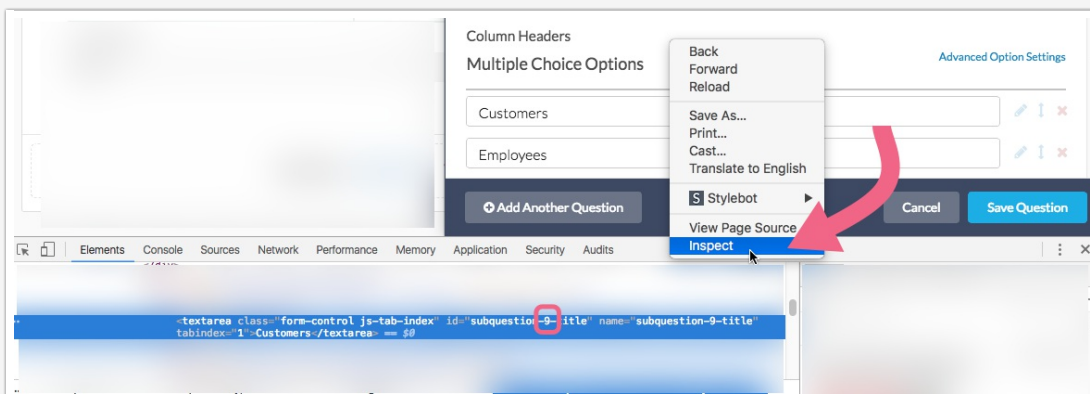 Column Headers
Multiple Choice Options
Advanced Option Settings
Customers
Employees
Back
Forward
Reload
Save As...
Print...
Cast...
Translate to English
S Stylebot
View Page Source
Inspect
Add Another Question
Cancel
Save Question
Elements Console Sources Network Performance Memory Application Security Audits
<textarea class="form-control js-tab-index" id="subquestion-9-title" name="subquestion-9-title"
tabindex="1">Customers</textarea> == $0